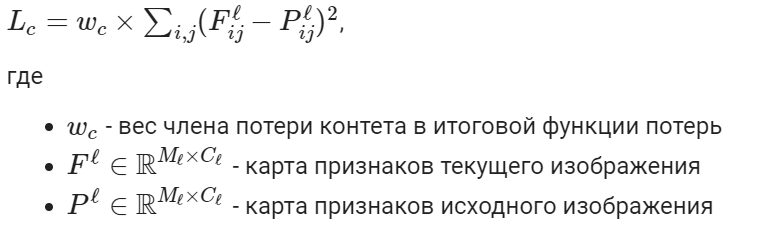 $L_c = w_c \times \sum_{i,j} (F_{ij}^{\ell} - P_{ij}^{\ell})^2$,
где
• $w_c$ - вес члена потери контета в итоговой функции потерь
• $F^{\ell} \in \mathbb{R}^{M_{\ell} \times C_{\ell}}$ - карта признаков текущего изображения
• $P^{\ell} \in \mathbb{R}^{M_{\ell} \times C_{\ell}}$ - карта признаков исходного изображения